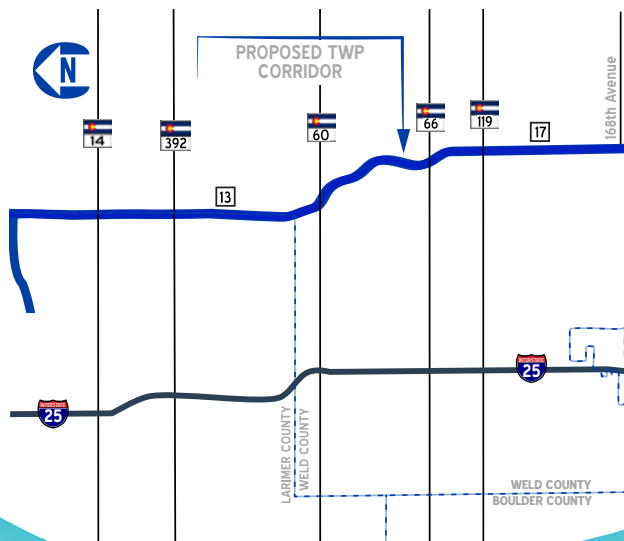 N
PROPOSED TWP
CORRIDOR
168th Avenue
14
392
60
66
119
17
13
INTERSTATE
25
INTERSTATE
25
LARIMER COUNTY
WELD COUNTY
WELD COUNTY
BOULDER COUNTY